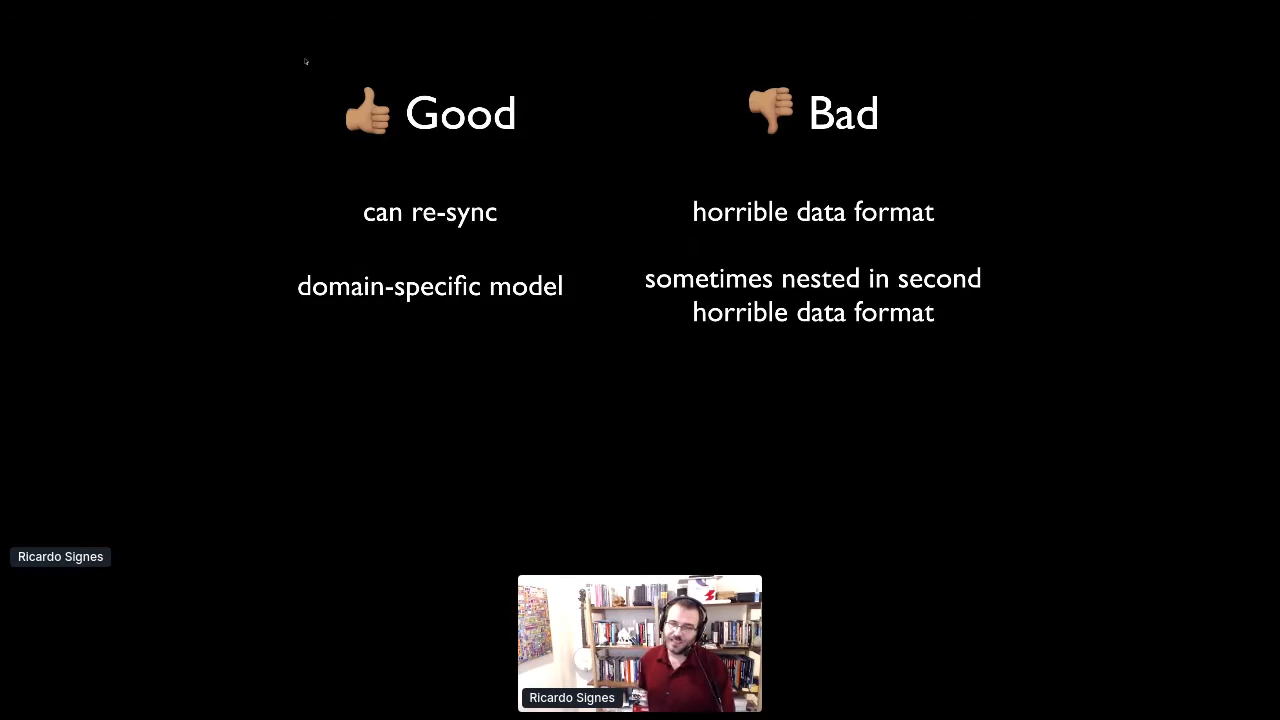 👍🏽 Good
👎🏽 Bad
can re-sync
horrible data format
domain-specific model
sometimes nested in second
horrible data format
Ricardo Signes
Ricardo Signes